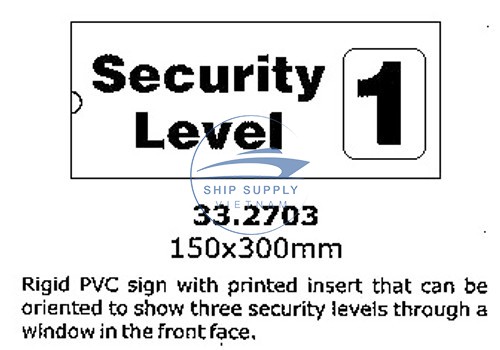 Security
Level
1
SHIP SUPPLY
VIETNAM
33.2703
150x300mm
Rigid PVC sign with printed insert that can be
oriented to show three security levels through a
window in the front face.